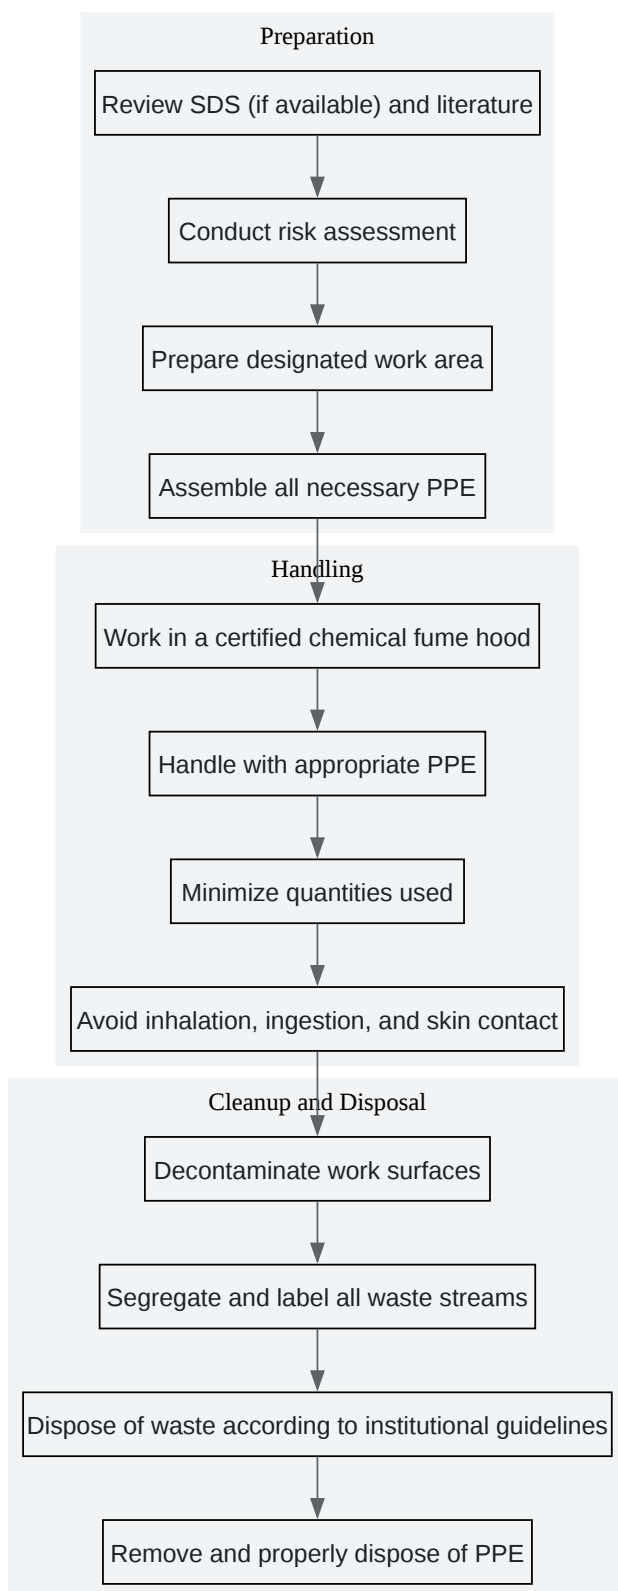 Preparation
Review SDS (if available) and literature
Conduct risk assessment
Prepare designated work area
Assemble all necessary PPE
Handling
Work in a certified chemical fume hood
Handle with appropriate PPE
Minimize quantities used
Avoid inhalation, ingestion, and skin contact
Cleanup and Disposal
Decontaminate work surfaces
Segregate and label all waste streams
Dispose of waste according to institutional guidelines
Remove and properly dispose of PPE